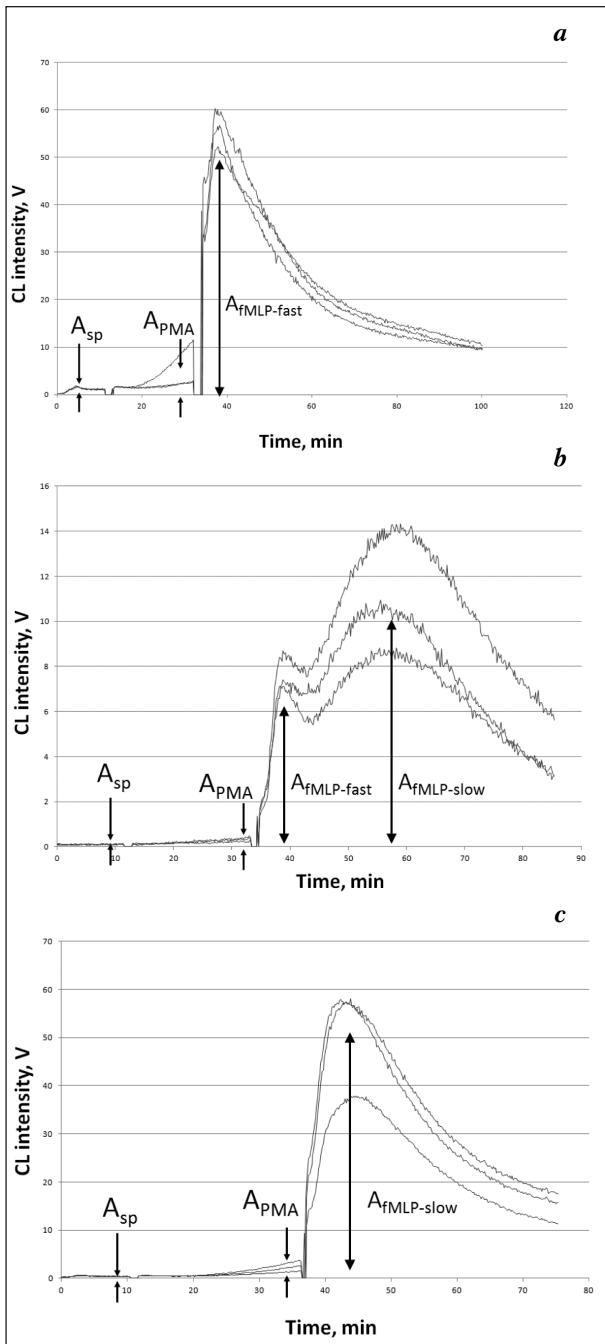 a
70
60
50
40
30
20
10
0
CL intensity, V
A_sp
A_PMA
A_fMLP-fast
0 20 40 60 80 100 120
Time, min
b
16
14
12
10
8
6
4
2
0
CL intensity, V
A_sp
A_PMA
A_fMLP-fast
A_fMLP-slow
0 10 20 30 40 50 60 70 80 90
Time, min
c
70
60
50
40
30
20
10
0
CL intensity, V
A_sp
A_PMA
A_fMLP-slow
0 10 20 30 40 50 60 70 80
Time, min